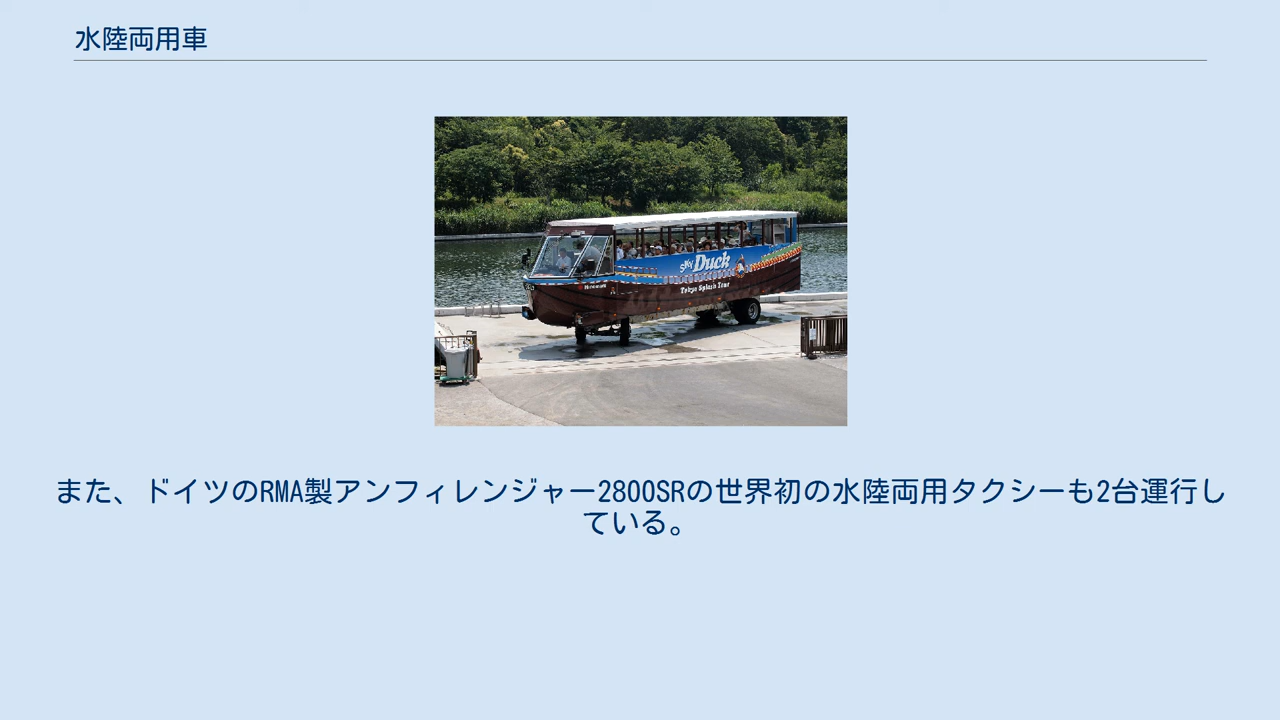 水陸両用車
Sky Duck
Tokyo Splash Tour
また、ドイツのRMA製アンフィレンジャー2800SRの世界初の水陸両用タクシーも2台運行し
ている。